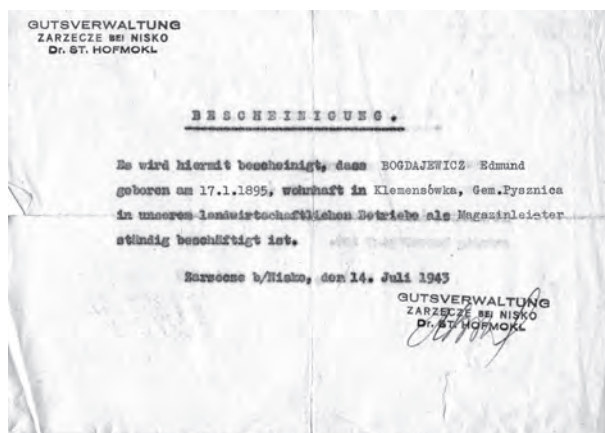 GUTSVERWALTUNG
ZARZECZE BEI NISKO
Dr. ST. HOFMOKL
BESCHEINIGUNG.
Es wird hiermit bescheinigt, dass BOGDAJEWICZ Edmund
geboren am 17.1.1895, wohnhaft in Klemensówka, Gem.Pysznica
in unserem landwirtschaftlichen Betriebe als Magazinleiter
ständig beschäftigt ist.
Zarzecze b/Nisko, den 14. Juli 1943
GUTSVERWALTUNG
ZARZECZE BEI NISKO
Dr. ST. HOFMOKL